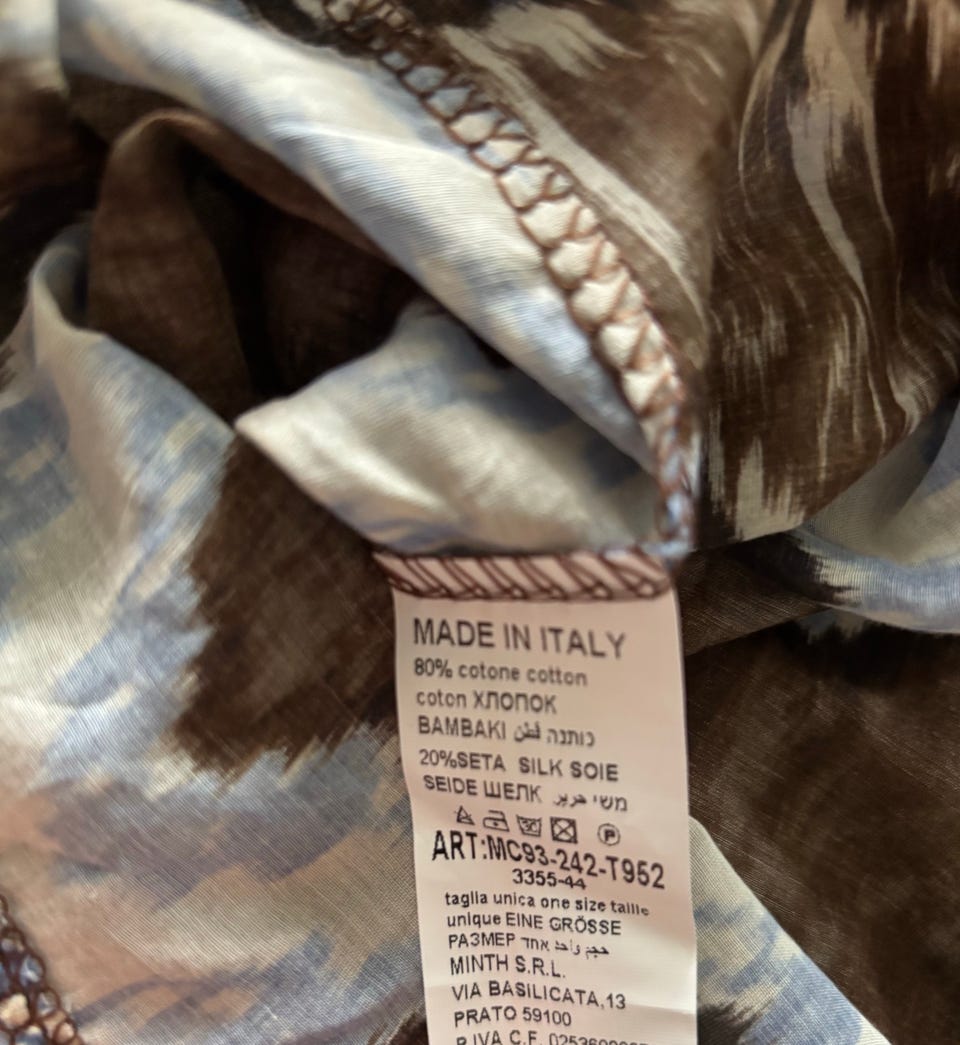 MADE IN ITALY
80% cotone cotton
coton ХЛОПОК
BAMBAKI قطن כותנה
20%SETA SILK SOIE
SEIDE ШЕЛК حرير משי
30
P
ART:MC93-242-T952
3355-44
taglia unica one size taille
unique EINE GRÖSSE
РАЗМЕР אחד حجم واحد
MINTH S.R.L.
VIA BASILICATA,13
PRATO 59100
P.IVA C.F.